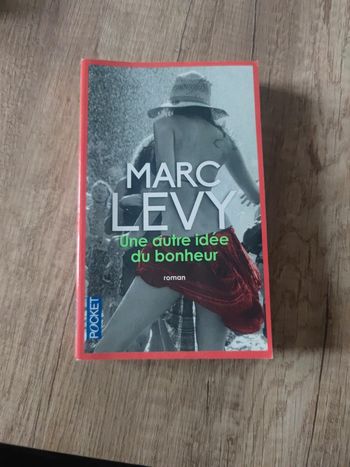 MARC
LEVY
Une autre idée
du bonheur
roman
POCKET